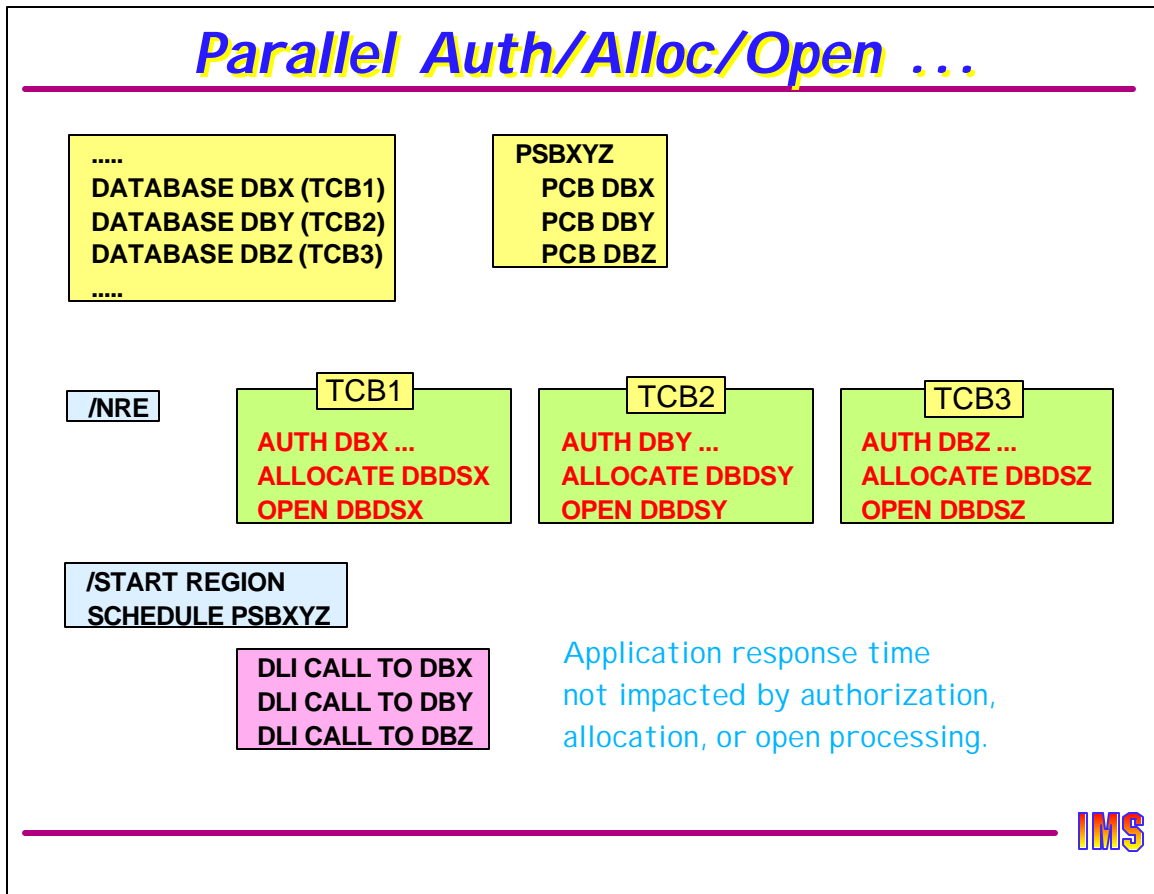 Parallel Auth/Alloc/Open ...
.....
DATABASE DBX (TCB1)
DATABASE DBY (TCB2)
DATABASE DBZ (TCB3)
.....
PSBXYZ
PCB DBX
PCB DBY
PCB DBZ
/NRE
TCB1
AUTH DBX ...
ALLOCATE DBDSX
OPEN DBDSX
TCB2
AUTH DBY ...
ALLOCATE DBDSY
OPEN DBDSY
TCB3
AUTH DBZ ...
ALLOCATE DBDSZ
OPEN DBDSZ
/START REGION
SCHEDULE PSBXYZ
DLI CALL TO DBX
DLI CALL TO DBY
DLI CALL TO DBZ
Application response time
not impacted by authorization,
allocation, or open processing.
IMS